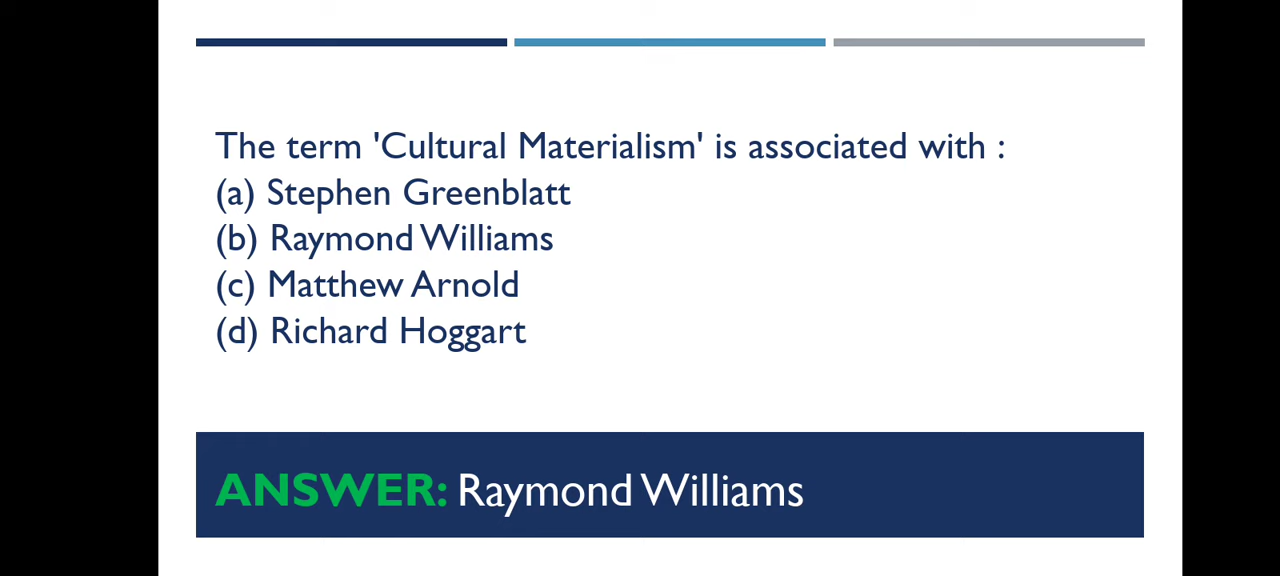 The term 'Cultural Materialism' is associated with :
(a) Stephen Greenblatt
(b) Raymond Williams
(c) Matthew Arnold
(d) Richard Hoggart
ANSWER: Raymond Williams